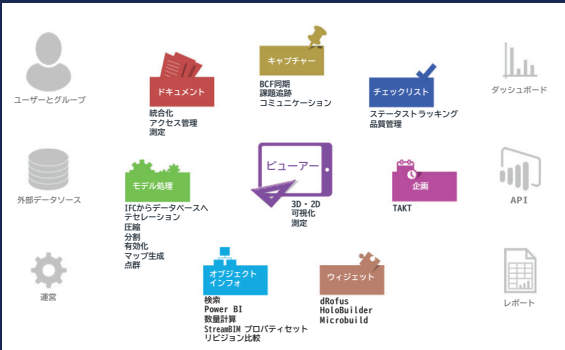 ユーザーとグループ
外部データソース
運営
ドキュメント
統合化
アクセス管理
測定
キャプチャー
BCF同期
課題追跡
コミュニケーション
チェックリスト
ステータストラッキング
品質管理
モデル処理
IFCからデータベースへ
テセレーション
圧縮
分割
有効化
マップ生成
点群
ビューアー
3D・2D
可視化
測定
企画
TAKT
オブジェクト
インフォ
検索
Power BI
数量計算
StreamBIM プロパティセット
リビジョン比較
ウィジェット
dRofus
HoloBuilder
Microbuild
ダッシュボード
API
レポート